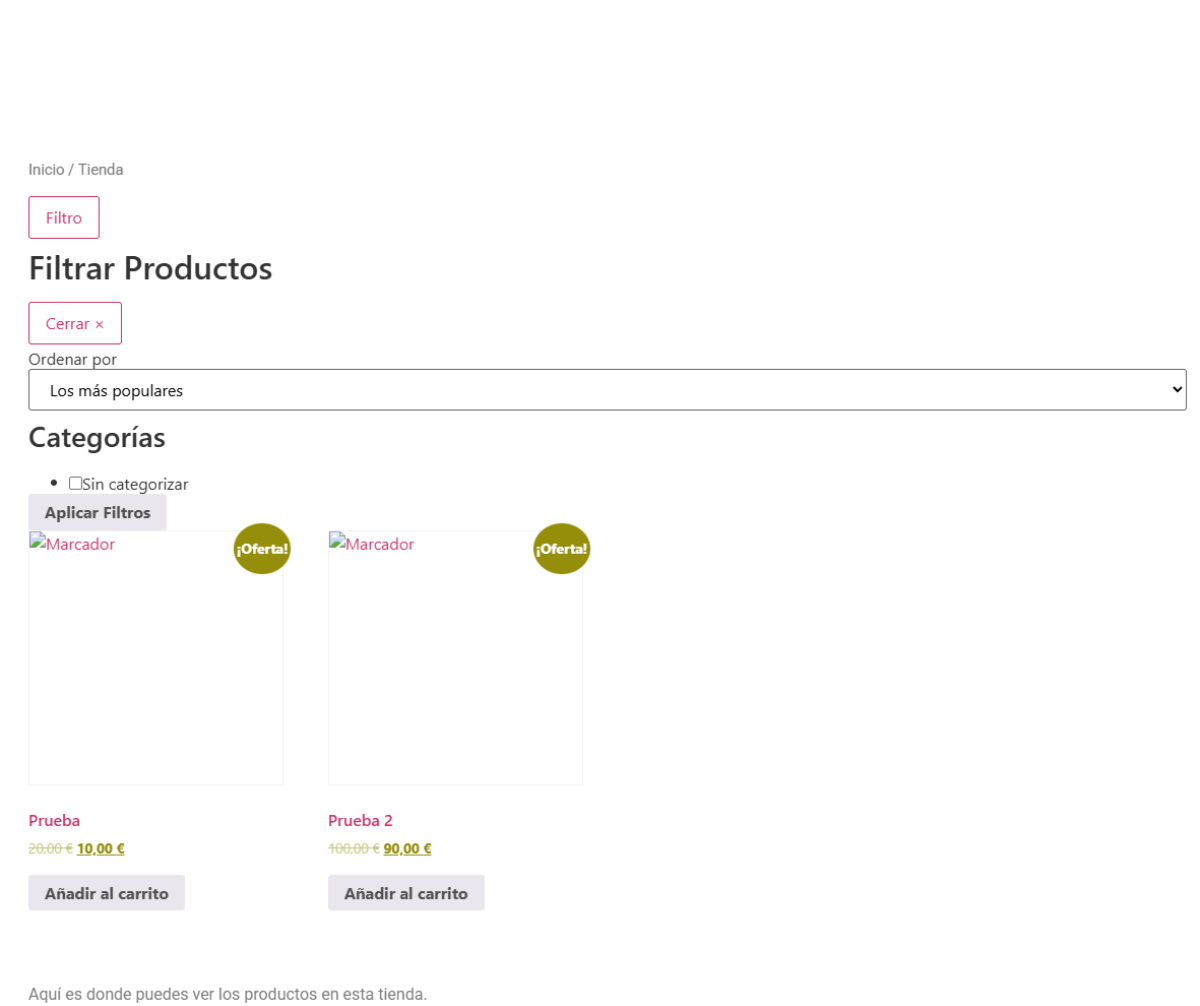 Inicio / Tienda
Filtro
Filtrar Productos
Cerrar ×
Ordenar por
Los más populares
Categorías
Sin categorizar
Aplicar Filtros
Marcador ¡Oferta! Marcador ¡Oferta!
Prueba Prueba 2
20,00 € 10,00 € 100,00 € 90,00 €
Añadir al carrito Añadir al carrito
Aquí es donde puedes ver los productos en esta tienda.